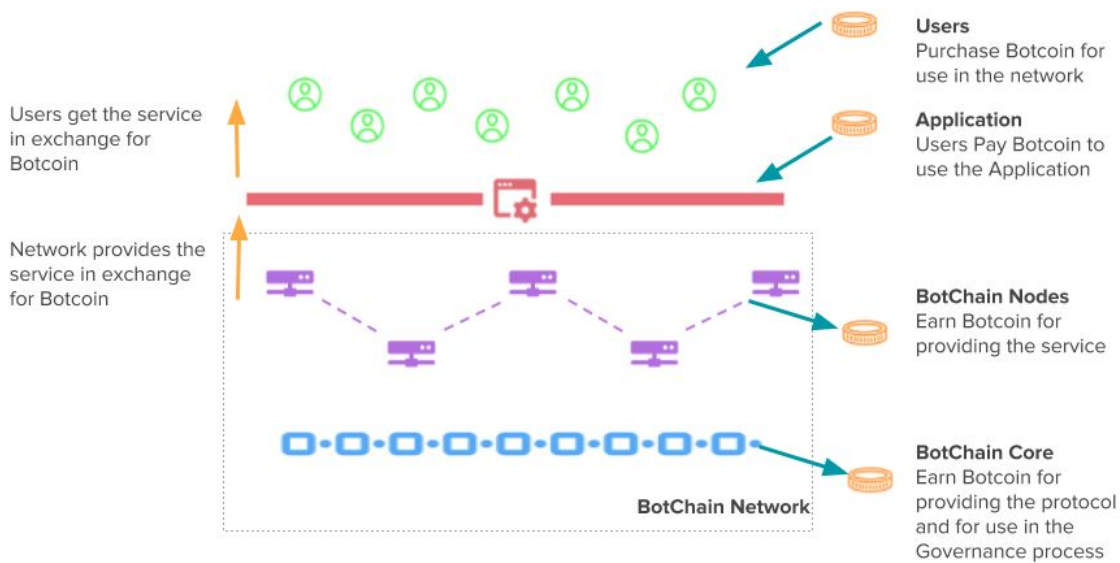 Users
Purchase Botcoin for
use in the network
Users get the service
in exchange for
Botcoin
Application
Users Pay Botcoin to
use the Application
Network provides the
service in exchange
for Botcoin
BotChain Nodes
Earn Botcoin for
providing the service
BotChain Core
Earn Botcoin for
providing the protocol
and for use in the
Governance process
BotChain Network